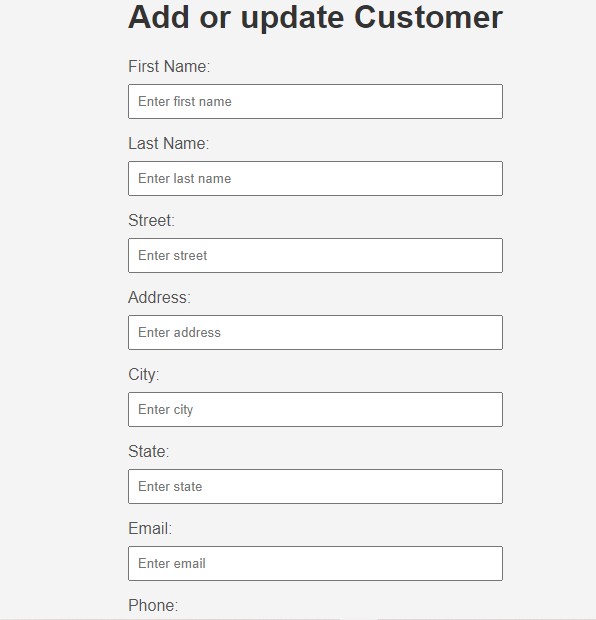 Add or update Customer
First Name:
Enter first name
Last Name:
Enter last name
Street:
Enter street
Address:
Enter address
City:
Enter city
State:
Enter state
Email:
Enter email
Phone: